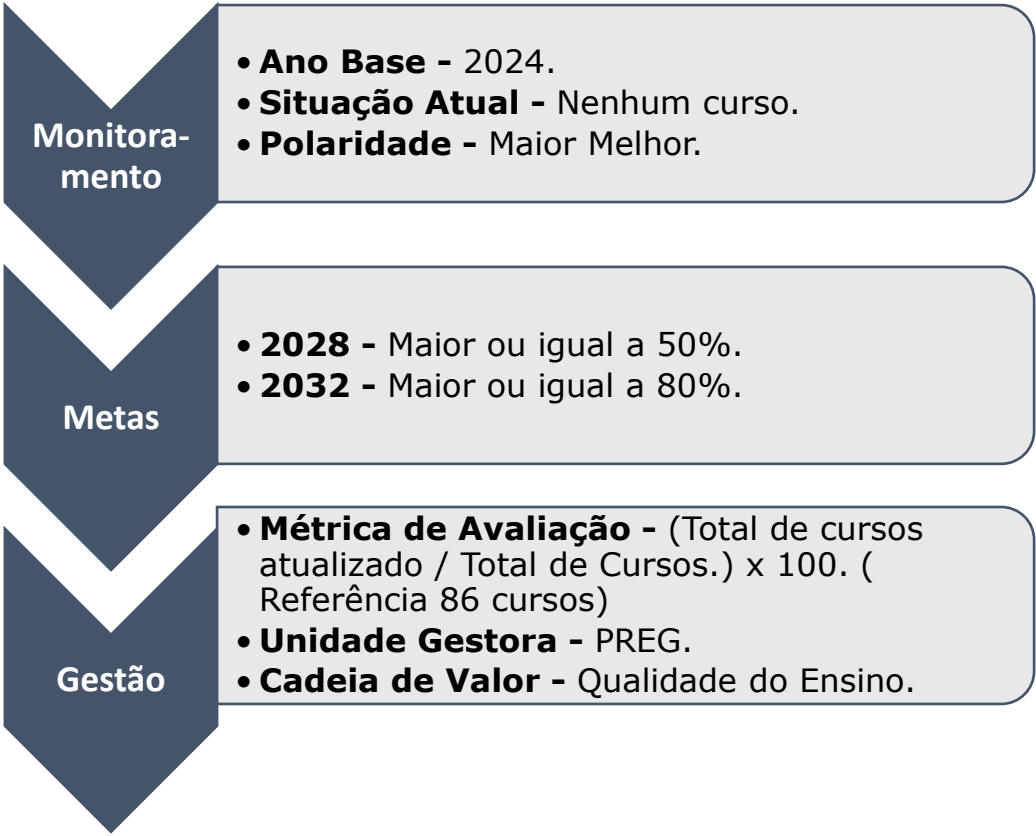 Monitora-
mento
• Ano Base - 2024.
• Situação Atual - Nenhum curso.
• Polaridade - Maior Melhor.
Metas
• 2028 - Maior ou igual a 50%.
• 2032 - Maior ou igual a 80%.
Gestão
• Métrica de Avaliação - (Total de cursos
atualizado / Total de Cursos.) x 100. (
Referência 86 cursos)
• Unidade Gestora - PREG.
• Cadeia de Valor - Qualidade do Ensino.